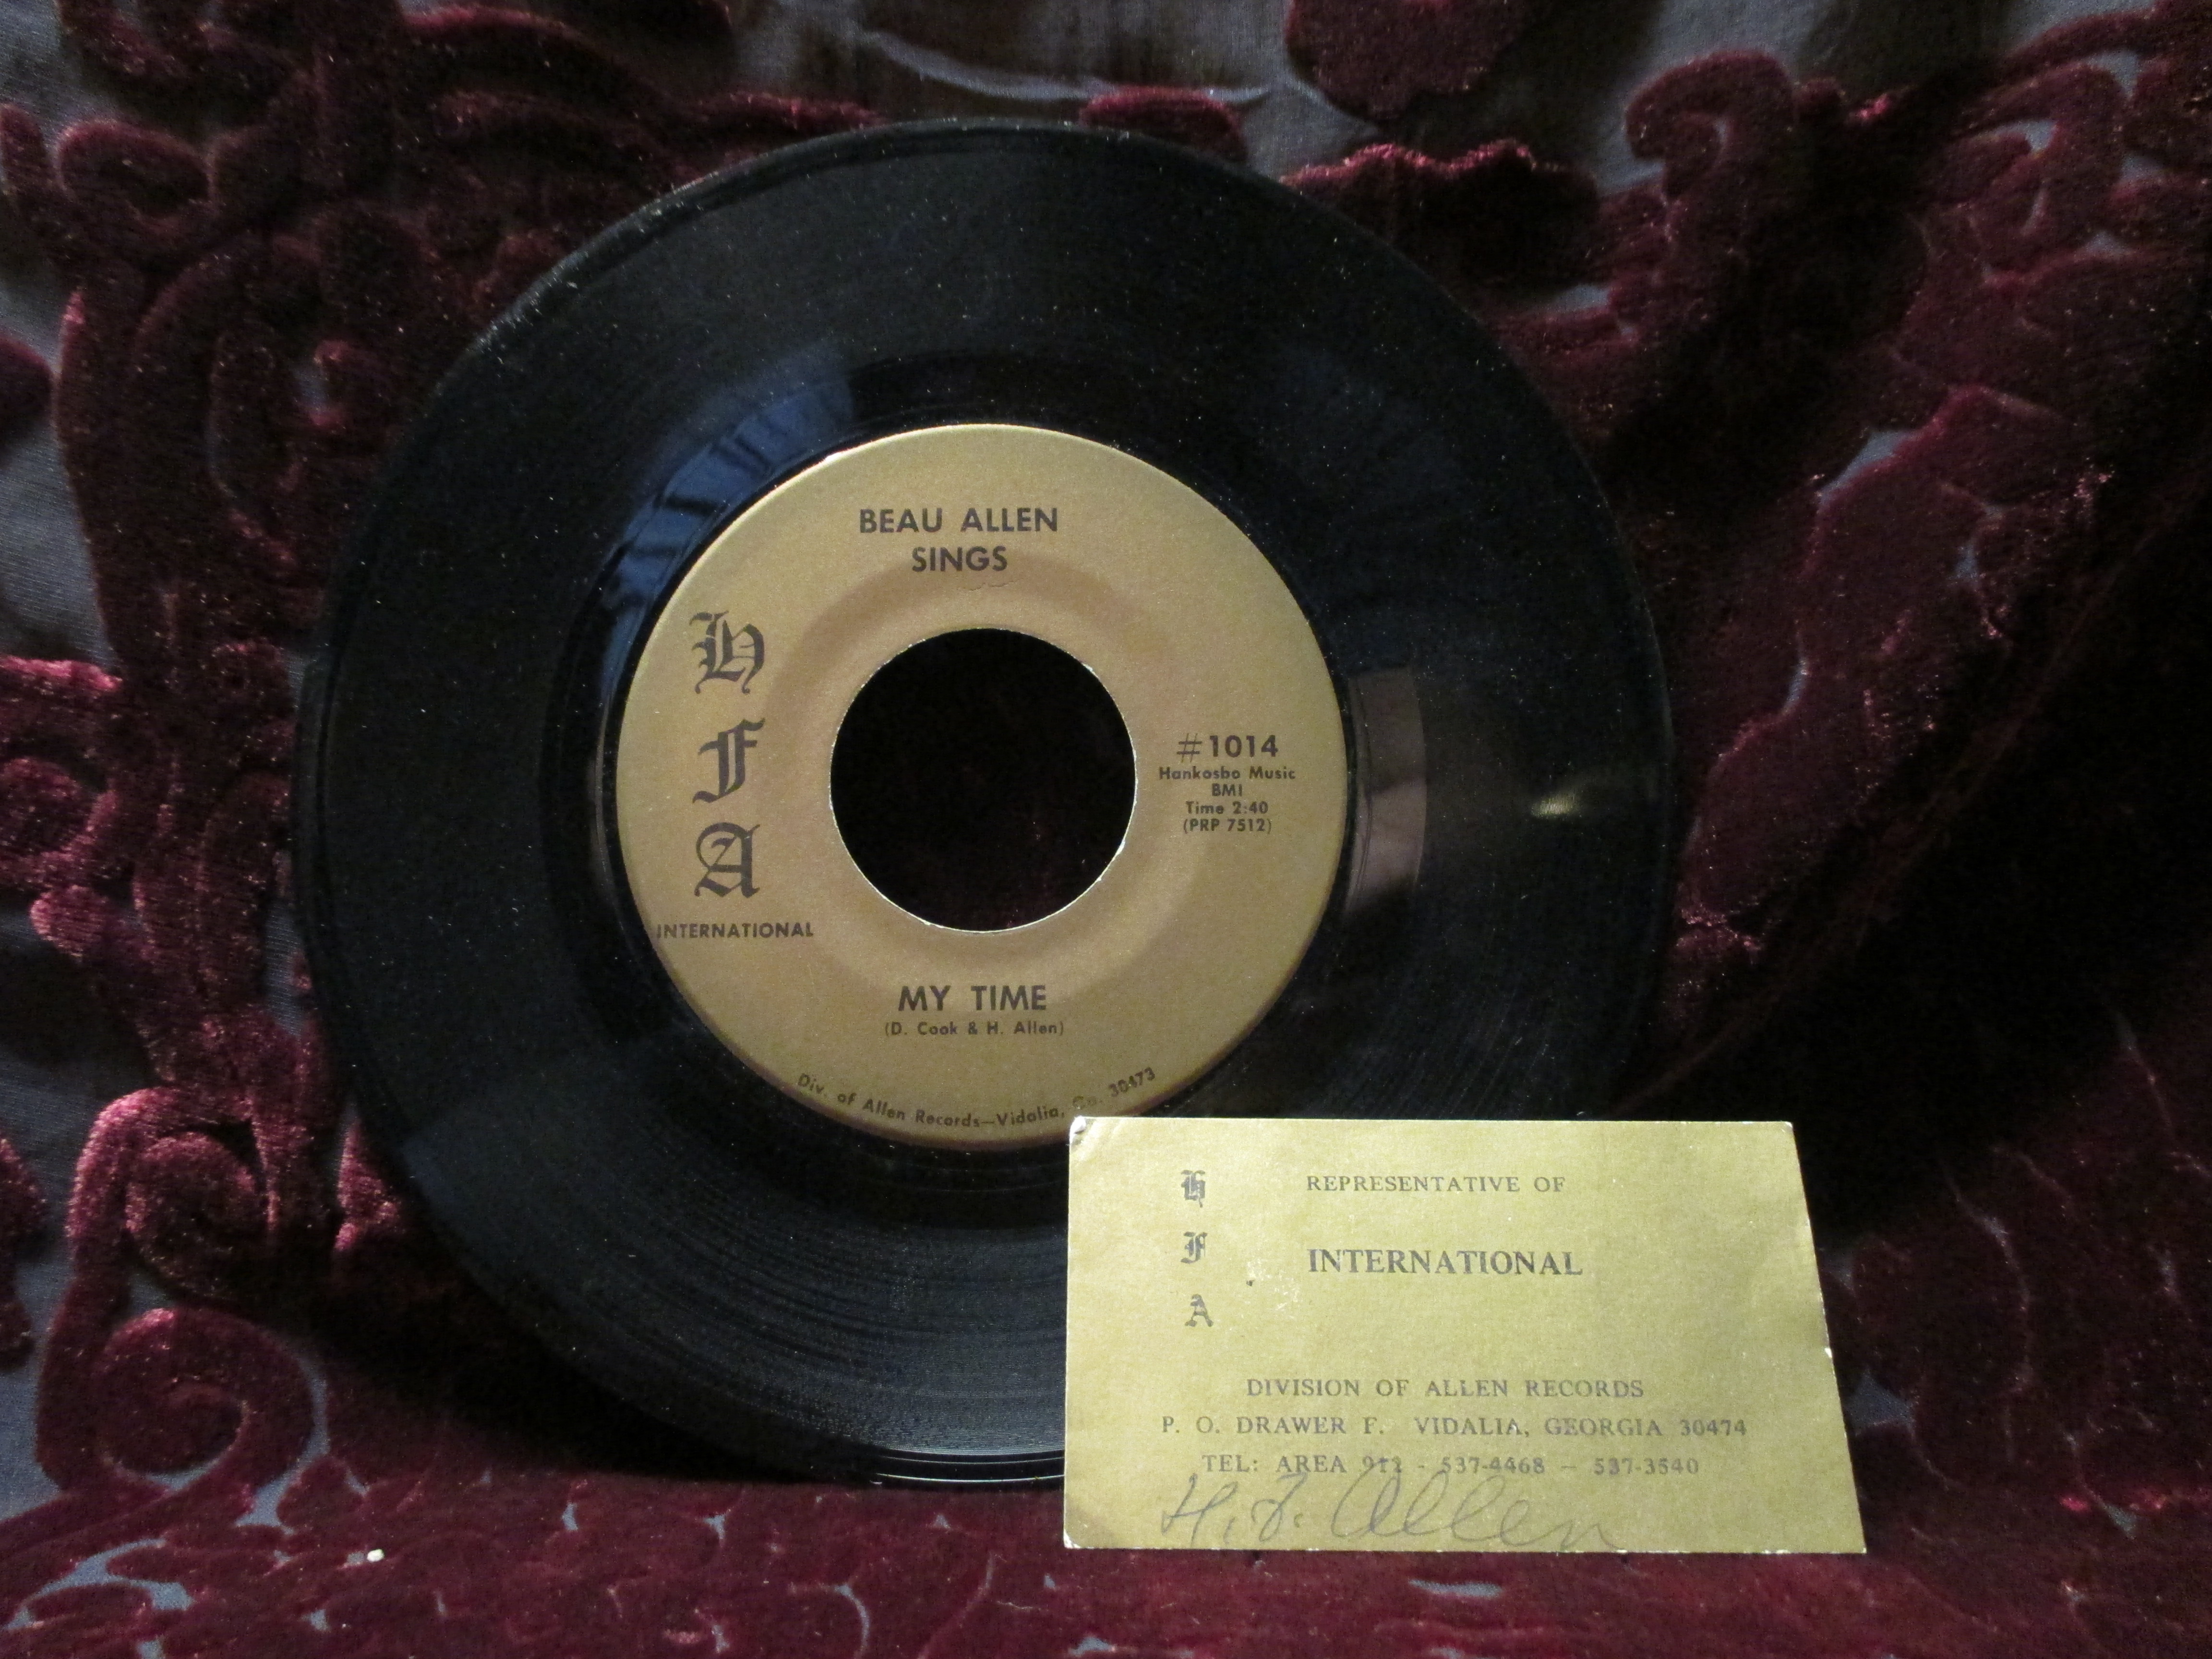 BEAU ALLEN
SINGS
H
F
A
INTERNATIONAL
#1014
Hankosbo Music
BMI
Time 2:40
(PRP 7512)
MY TIME
(D. Cook & H. Allen)
Div. of Allen Records—Vidalia, Ga. 30473
H
F
A
REPRESENTATIVE OF
INTERNATIONAL
DIVISION OF ALLEN RECORDS
P. O. DRAWER F. VIDALIA, GEORGIA 30474
TEL: AREA 912 - 537-4468 — 537-3540
H. F. Allen